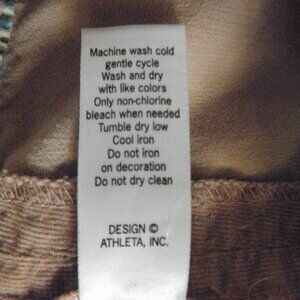 Machine wash cold
gentle cycle
Wash and dry
with like colors
Only non-chlorine
bleach when needed
Tumble dry low
Cool iron
Do not iron
on decoration
Do not dry clean
DESIGN ©
ATHLETA, INC.